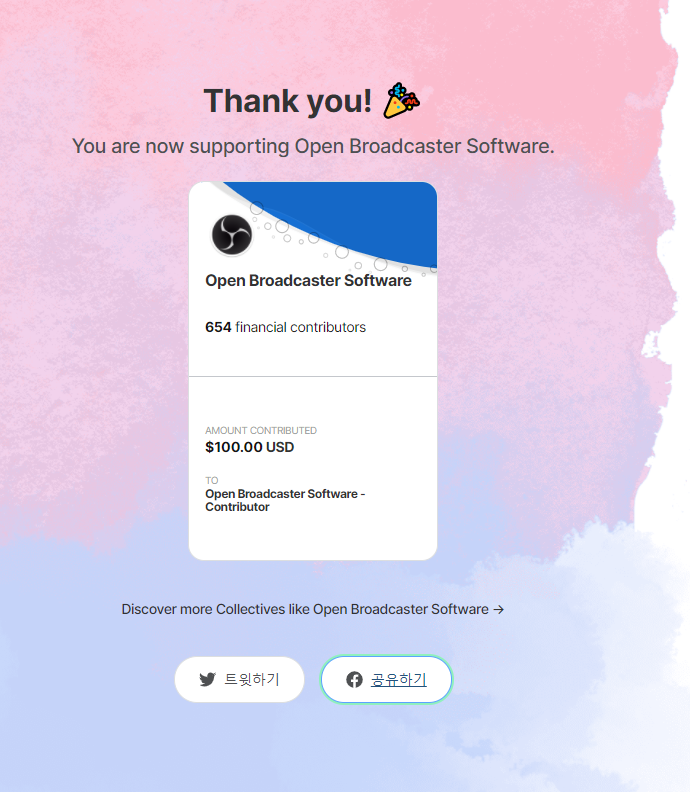 Thank you! 🎉
You are now supporting Open Broadcaster Software.
Open Broadcaster Software
654 financial contributors
AMOUNT CONTRIBUTED
$100.00 USD
TO
Open Broadcaster Software -
Contributor
Discover more Collectives like Open Broadcaster Software →
트윗하기
공유하기